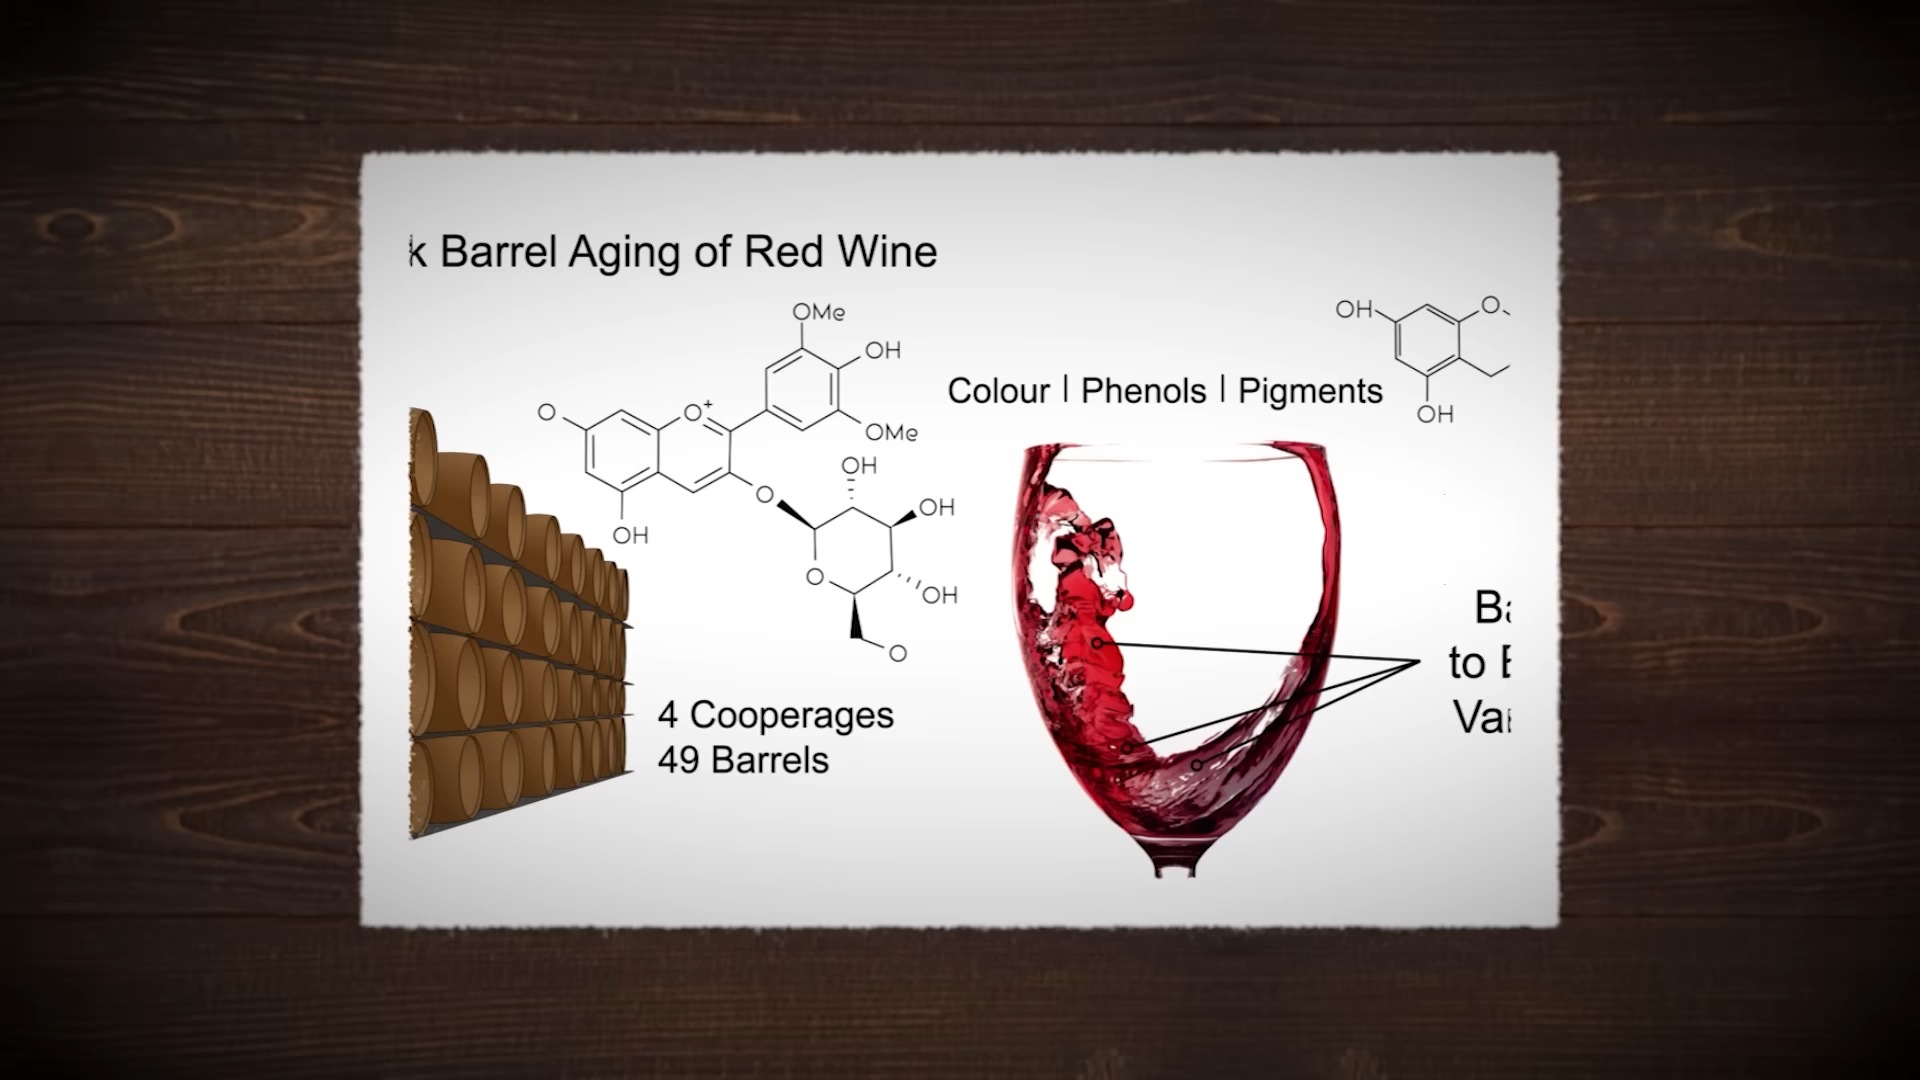 k Barrel Aging of Red Wine
OMe
OH
OH
O
Colour | Phenols | Pigments
O
O+
OMe
OH
OH
O
OH
OH
O
OH
O
4 Cooperages
49 Barrels
to